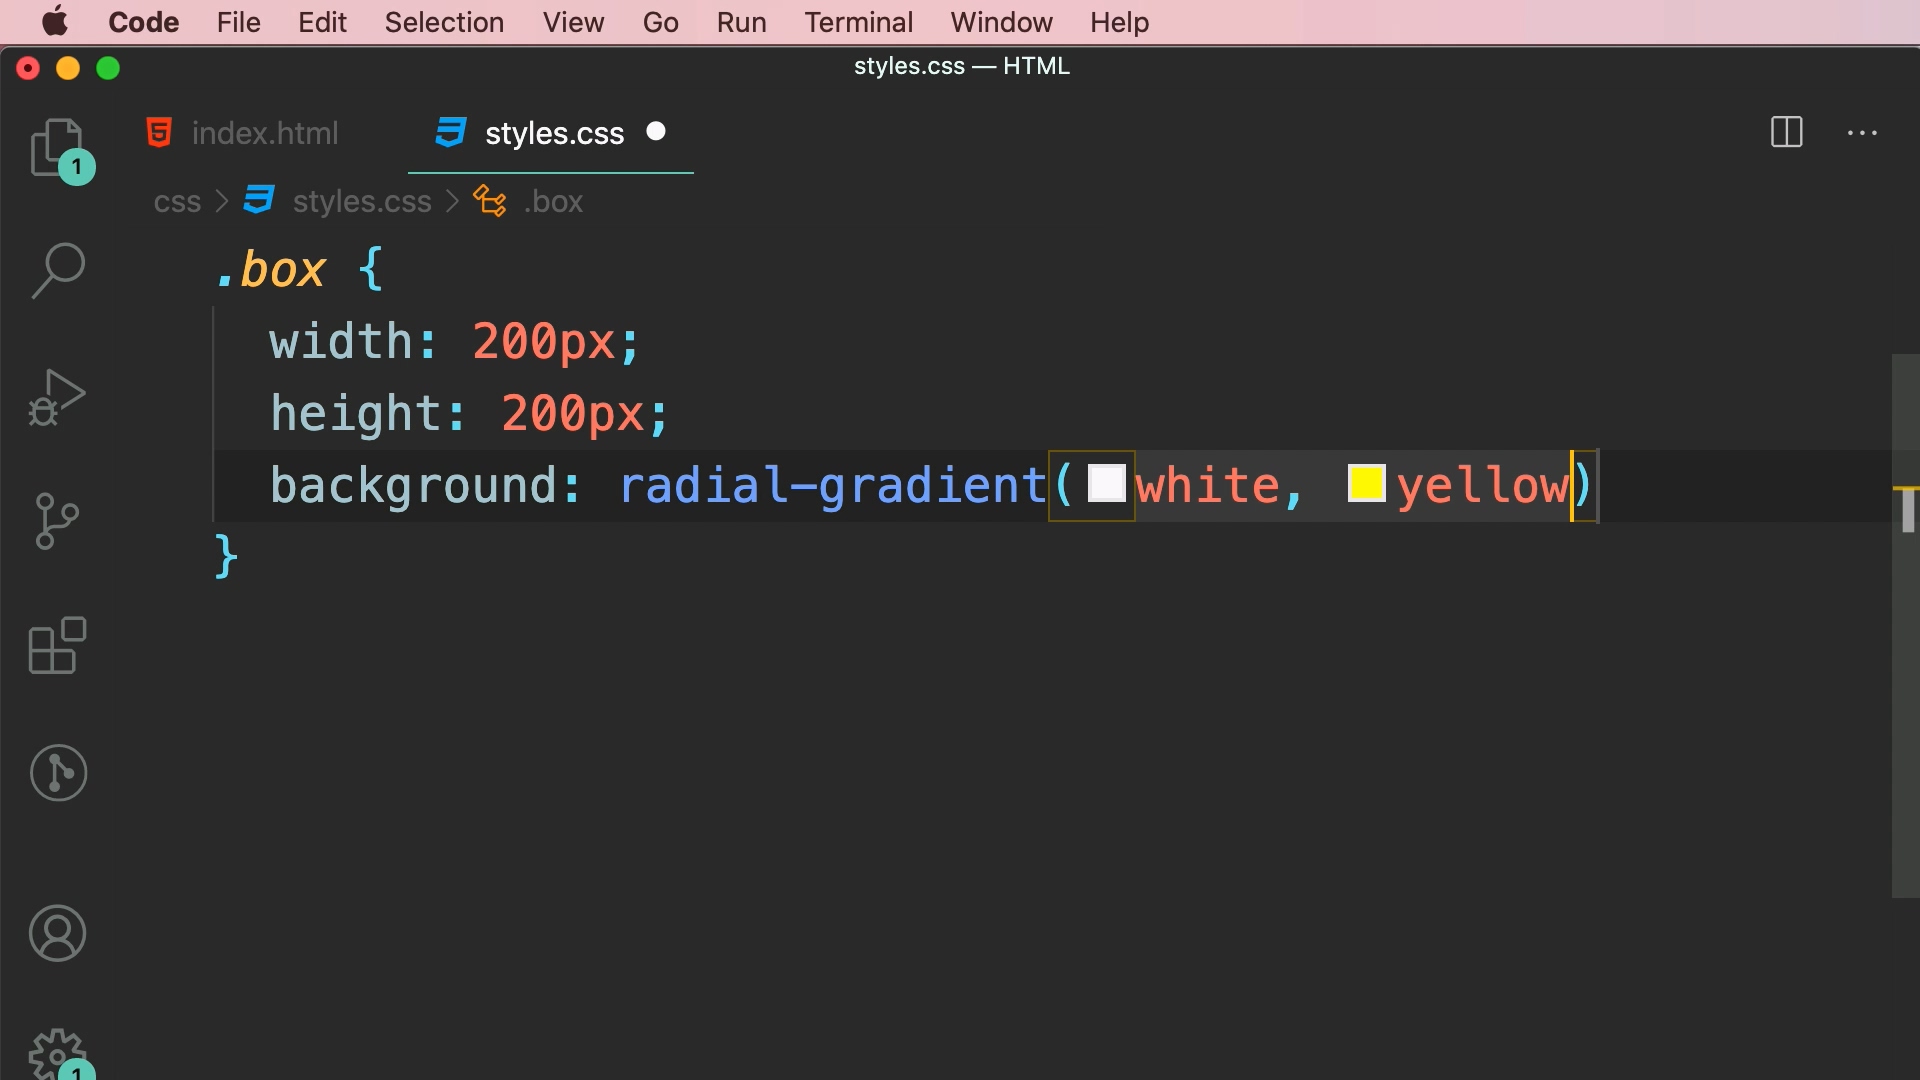 Code File Edit Selection View Go Run Terminal Window Help
styles.css — HTML
index.html styles.css
css > styles.css > .box
.box {
width: 200px;
height: 200px;
background: radial-gradient(white, yellow)
}
1
1